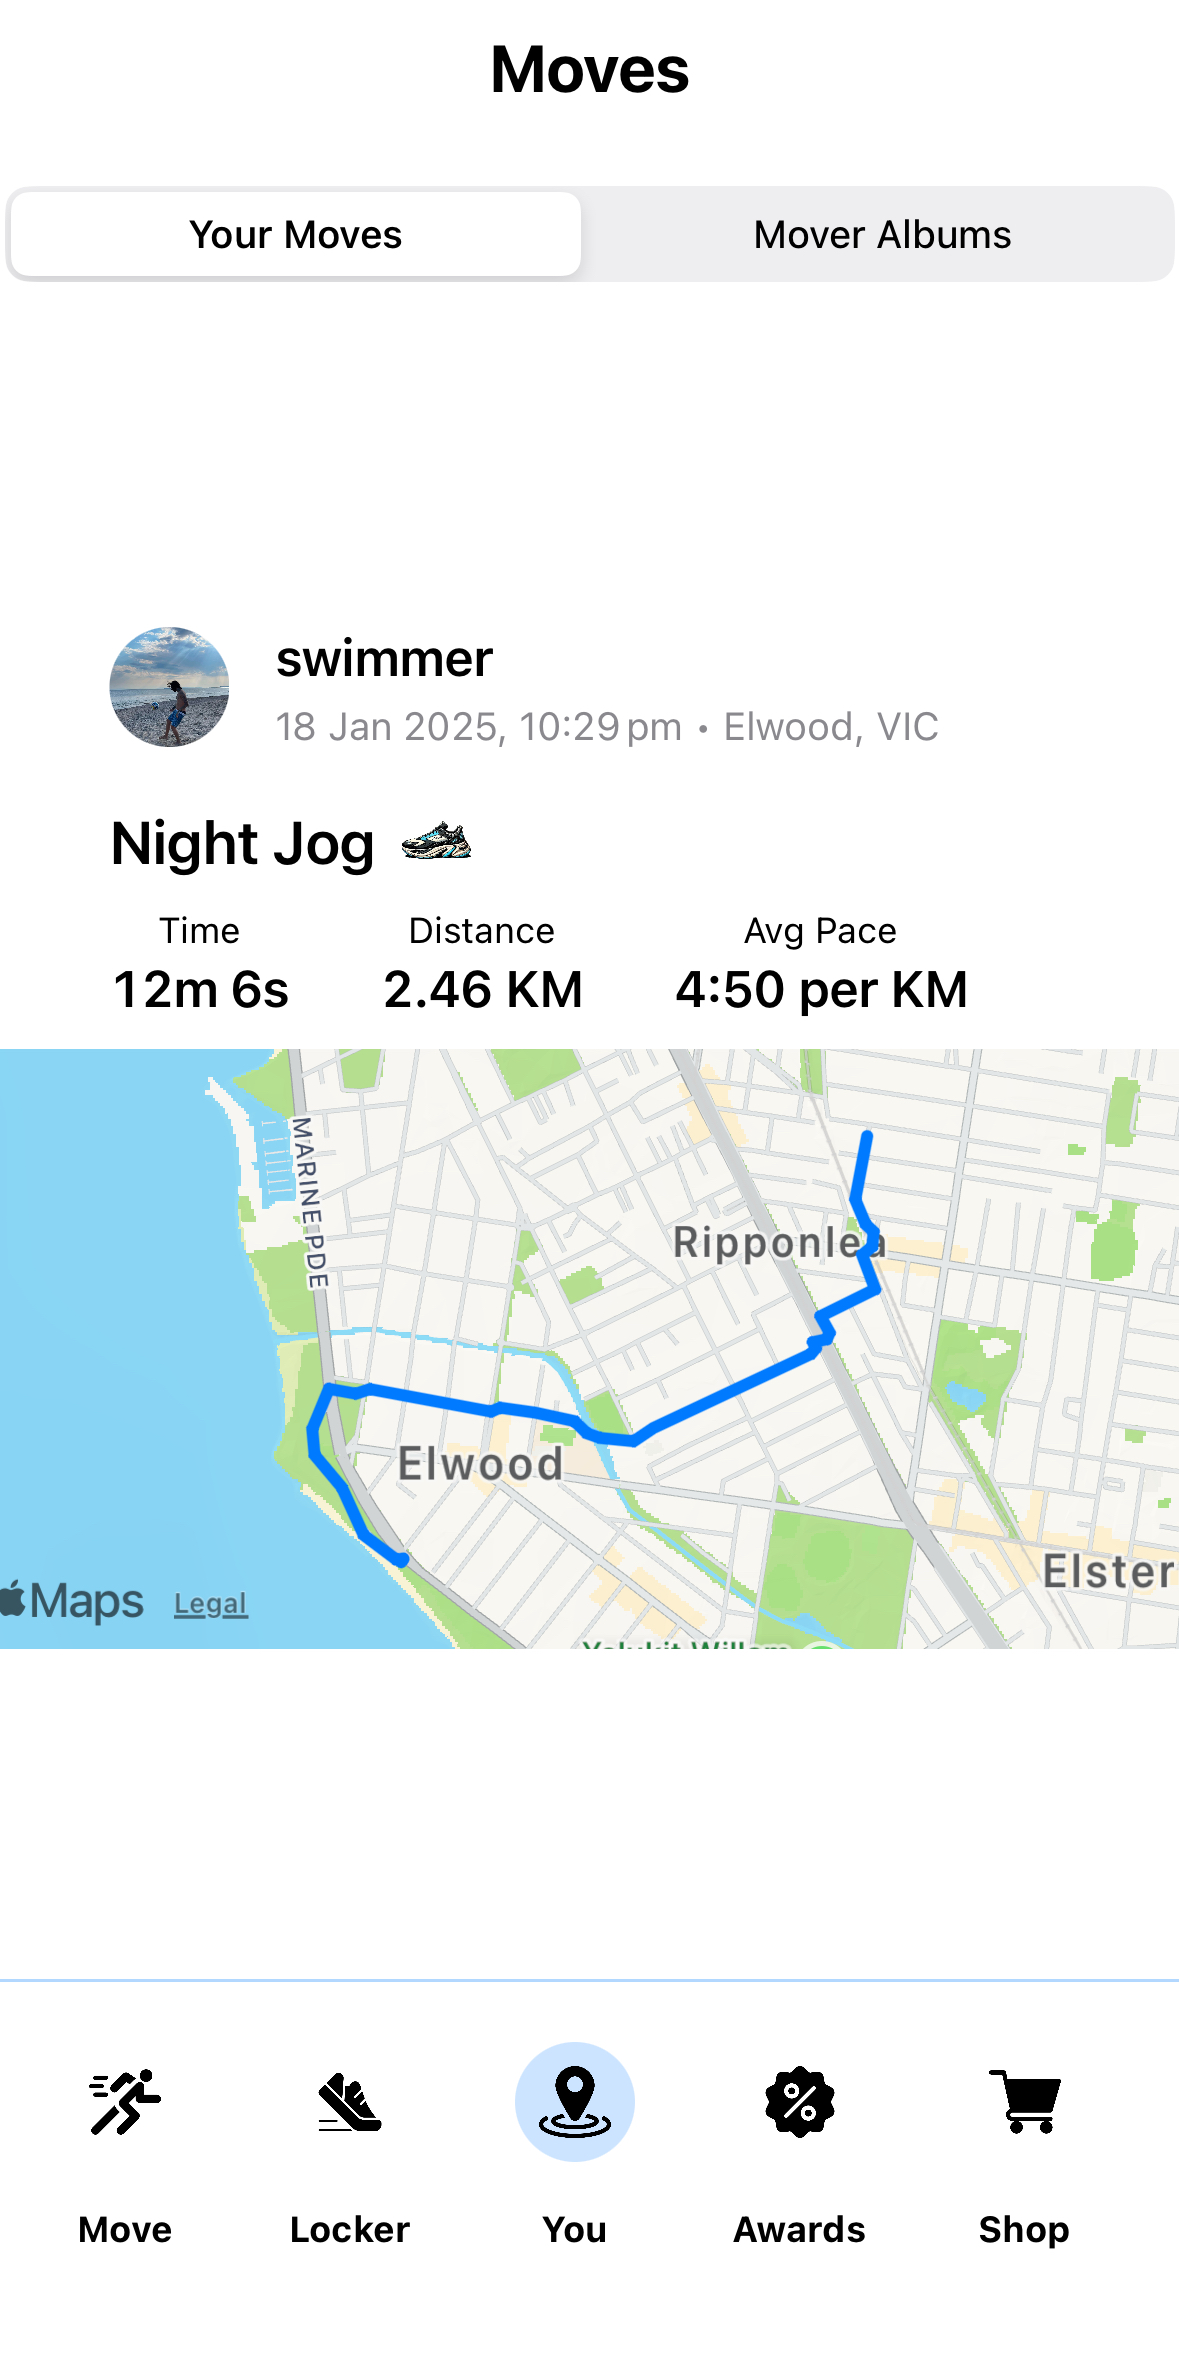 Moves
Your Moves
Mover Albums
swimmer
18 Jan 2025, 10:29 pm • Elwood, VIC
Night Jog
Time
Distance
Avg Pace
12m 6s
2.46 KM
4:50 per KM
MARINE PDE
Ripponlea
Elwood
Elster
Maps
Legal
Yalukit Willam
Move
Locker
You
Awards
Shop